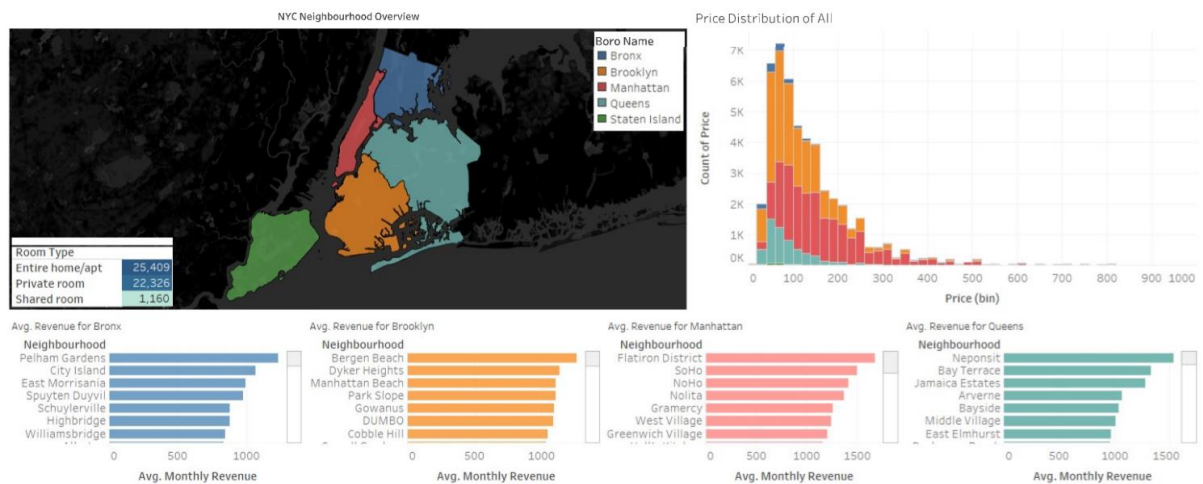 NYC Neighbourhood Overview
Boro Name
Bronx
Brooklyn
Manhattan
Queens
Staten Island
Room Type
Entire home/apt 25,409
Private room 22,326
Shared room 1,160
Price Distribution of All
Count of Price
7K
6K
5K
4K
3K
2K
1K
0K
0 100 200 300 400 500 600 700 800 900 1000
Price (bin)
Avg. Revenue for Bronx
Neighbourhood
Pelham Gardens
City Island
East Morrisania
Spuyten Duyvil
Schuylerville
Highbridge
Williamsbridge
0 500 1000
Avg. Monthly Revenue
Avg. Revenue for Brooklyn
Neighbourhood
Bergen Beach
Dyker Heights
Manhattan Beach
Park Slope
Gowanus
DUMBO
Cobble Hill
0 500 1000
Avg. Monthly Revenue
Avg. Revenue for Manhattan
Neighbourhood
Flatiron District
SoHo
NoHo
Nolita
Gramercy
West Village
Greenwich Village
0 500 1000 1500
Avg. Monthly Revenue
Avg. Revenue for Queens
Neighbourhood
Neponsit
Bay Terrace
Jamaica Estates
Arverne
Bayside
Middle Village
East Elmhurst
0 500 1000 1500
Avg. Monthly Revenue